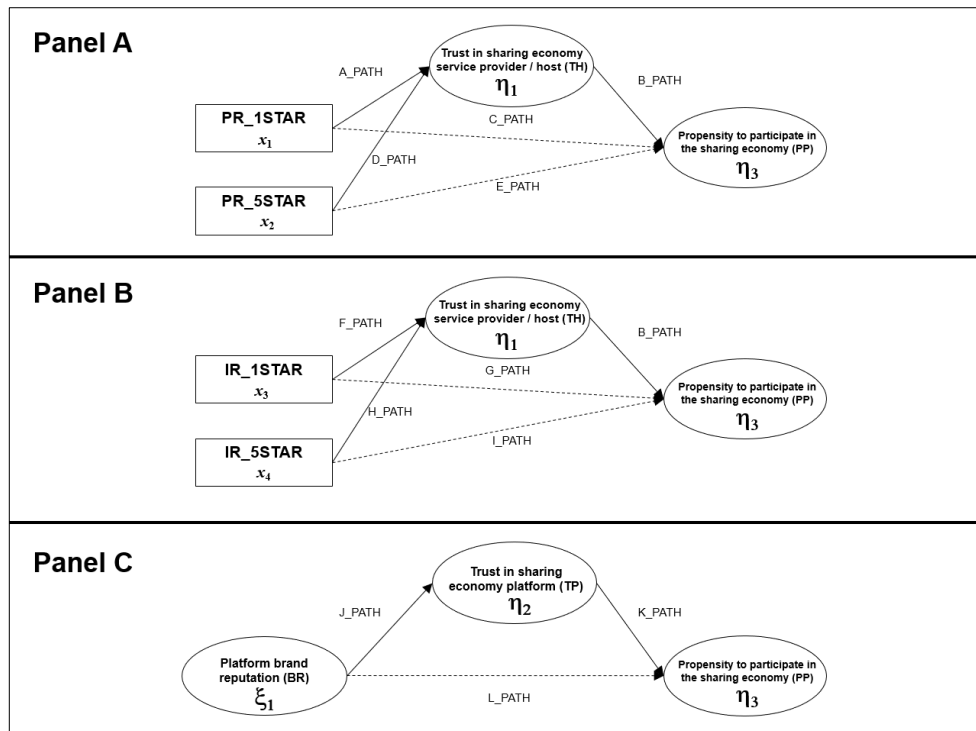 Panel A
Trust in sharing economy
service provider / host (TH)
η1
A_PATH
B_PATH
PR_1STAR
x1
C_PATH
Propensity to participate in
the sharing economy (PP)
η3
D_PATH
PR_5STAR
x2
E_PATH
Panel B
Trust in sharing economy
service provider / host (TH)
η1
F_PATH
B_PATH
IR_1STAR
x3
G_PATH
Propensity to participate in
the sharing economy (PP)
η3
H_PATH
IR_5STAR
x4
I_PATH
Panel C
Trust in sharing
economy platform (TP)
η2
J_PATH
K_PATH
Platform brand
reputation (BR)
ξ1
Propensity to participate in
the sharing economy (PP)
η3
L_PATH